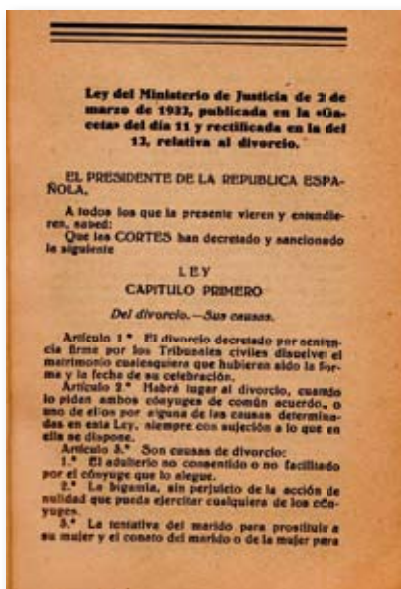 Ley del Ministerio de Justicia de 2 de
marzo de 1932, publicada en la «Ga-
ceta» del día 11 y rectificada en la del
12, relativa al divorcio.
EL PRESIDENTE DE LA REPUBLICA ESPA-
ÑOLA,
A todos los que la presente vieren y entendie-
ren, sabed:
Que las CORTES han decretado y sancionado
la siguiente
LEY
CAPITULO PRIMERO
Del divorcio.—Sus causas.
Artículo 1.º El divorcio decretado por senten-
cia firme por los Tribunales civiles disuelve el
matrimonio cualesquiera que hubieren sido la for-
ma y la fecha de su celebración.
Artículo 2.º Habrá lugar al divorcio, cuando
lo pidan ambos cónyuges de común acuerdo, o
uno de ellos por alguna de las causas determina-
das en esta Ley, siempre con sujeción a lo que en
ella se dispone.
Artículo 3.º Son causas de divorcio:
1.ª El adulterio no consentido o no facilitado
por el cónyuge que lo alegue.
2.ª La bigamia, sin perjuicio de la acción de
nulidad que pueda ejercitar cualquiera de los cón-
yuges.
3.ª La tentativa del marido para prostituir a
su mujer y el conato del marido o de la mujer para